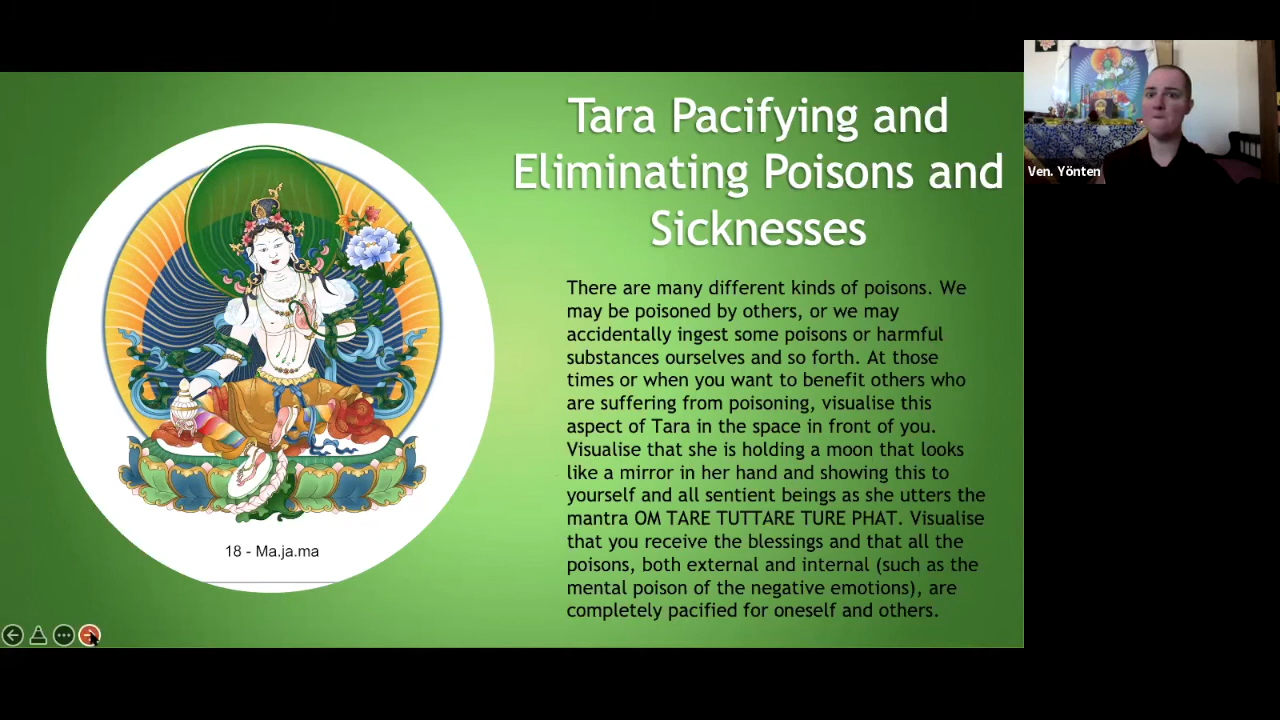 Tara Pacifying and
Eliminating Poisons and
Sicknesses
There are many different kinds of poisons. We
may be poisoned by others, or we may
accidentally ingest some poisons or harmful
substances ourselves and so forth. At those
times or when you want to benefit others who
are suffering from poisoning, visualise this
aspect of Tara in the space in front of you.
Visualise that she is holding a moon that looks
like a mirror in her hand and showing this to
yourself and all sentient beings as she utters the
mantra OM TARE TUTTARE TURE PHAT. Visualise
that you receive the blessings and that all the
poisons, both external and internal (such as the
mental poison of the negative emotions), are
completely pacified for oneself and others.
18 - Ma.ja.ma
Ven. Yönten